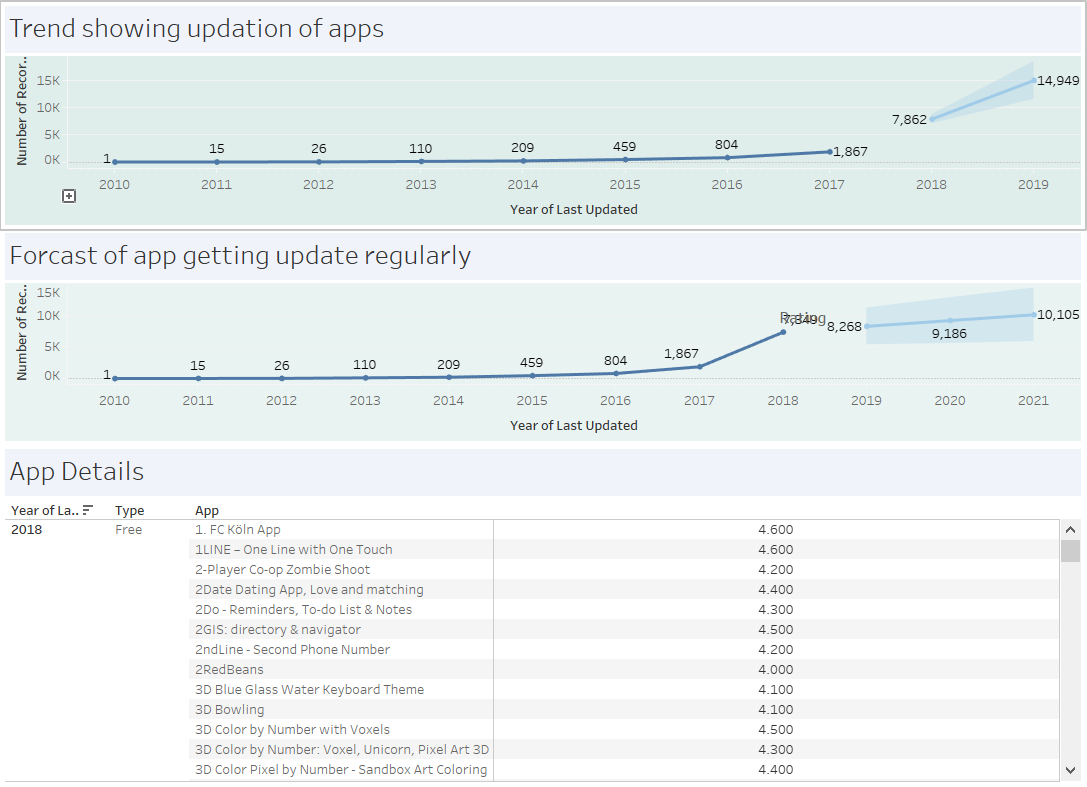 Trend showing updation of apps
Number of Recor..
15K
10K
5K
0K
1
15
26
110
209
459
804
1,867
7,862
14,949
2010 2011 2012 2013 2014 2015 2016 2017 2018 2019
Year of Last Updated
Forcast of app getting update regularly
Number of Rec..
15K
10K
5K
0K
1
15
26
110
209
459
804
1,867
7,349
Rating
8,268
9,186
10,105
2010 2011 2012 2013 2014 2015 2016 2017 2018 2019 2020 2021
Year of Last Updated
App Details
Year of La.. Type App
2018 Free 1. FC Köln App 4.600
1LINE – One Line with One Touch 4.600
2-Player Co-op Zombie Shoot 4.200
2Date Dating App, Love and matching 4.400
2Do - Reminders, To-do List & Notes 4.300
2GIS: directory & navigator 4.500
2ndLine - Second Phone Number 4.200
2RedBeans 4.000
3D Blue Glass Water Keyboard Theme 4.100
3D Bowling 4.100
3D Color by Number with Voxels 4.500
3D Color by Number: Voxel, Unicorn, Pixel Art 3D 4.300
3D Color Pixel by Number - Sandbox Art Coloring 4.400